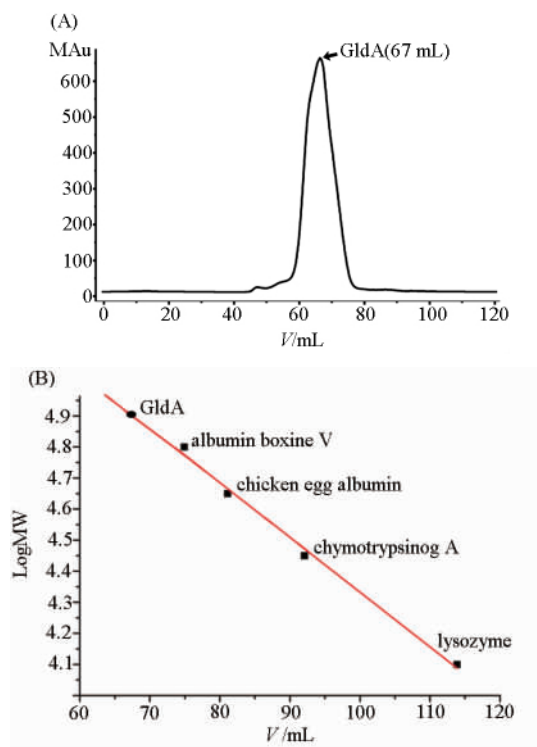 (A)
MAu
GldA(67 mL)
600
500
400
300
200
100
0
0 20 40 60 80 100 120
V/mL
(B)
4.9
GldA
4.8
albumin boxine V
4.7
chicken egg albumin
4.6
LogMW
4.5
chymotrypsinog A
4.4
4.3
4.2
lysozyme
4.1
60 70 80 90 100 110 120
V/mL